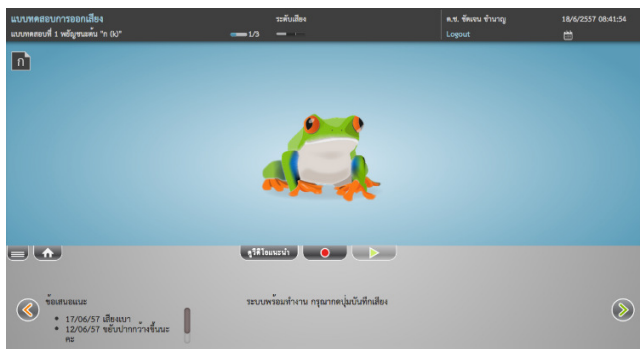 แบบทดสอบการออกเสียง
ระดับเสียง
ด.ช. ชัดเจน ชำนาญ
18/6/2557 08:41:54
แบบทดสอบที่ 1 พยัญชนะต้น "ก (k)"
1/3
Logout
ก
ดูวิดีโอแนะนำ
ข้อเสนอแนะ
ระบบพร้อมทำงาน กรุณากดปุ่มบันทึกเสียง
17/06/57 เสียงเบา
12/06/57 ขยับปากกว้างขึ้นนะ
คะ